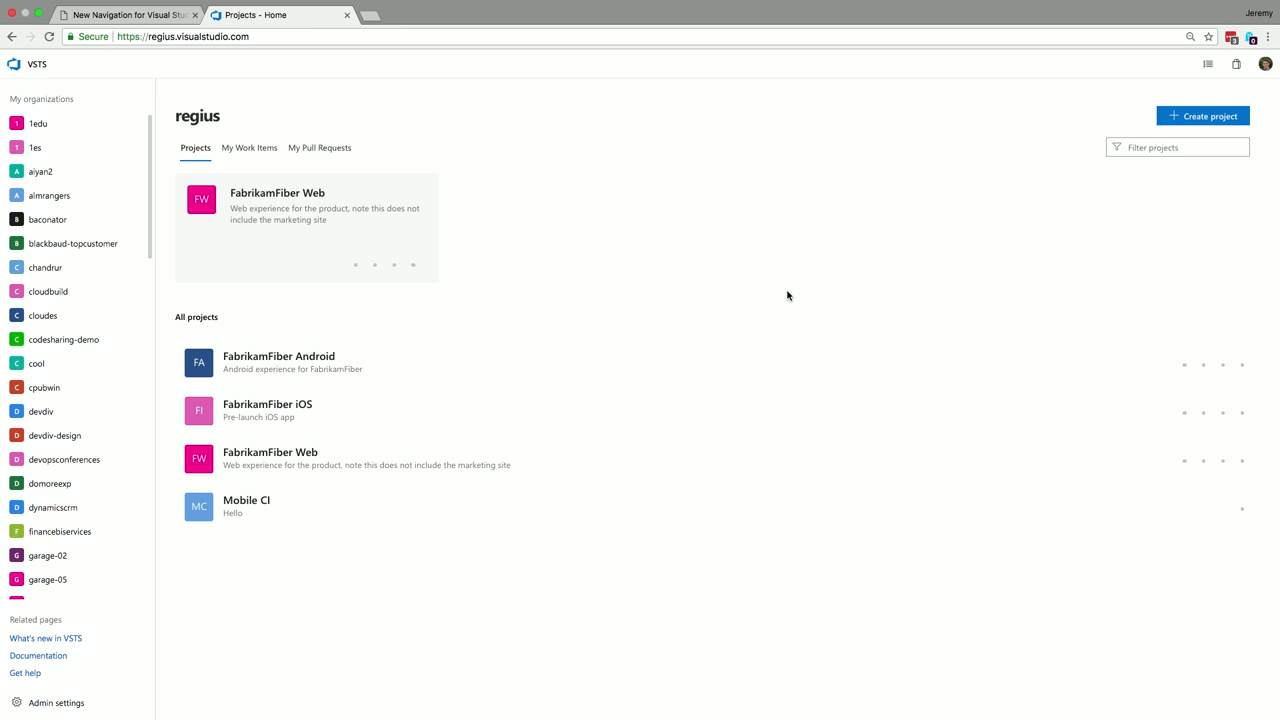 New Navigation for Visual Stu
Projects - Home
Jeremy
Secure
https://regius.visualstudio.com
VSTS
My organizations
1 1edu
1 1es
A aiyan2
A almrangers
B baconator
B blackbaud-topcustomer
C chandrur
C cloudbuild
C cloudes
C codesharing-demo
C cool
C cpubwin
D devdiv
D devdiv-design
D devopsconferences
D domoreexp
D dynamicscrm
F financebiservices
G garage-02
G garage-05
Related pages
What's new in VSTS
Documentation
Get help
Admin settings
regius
Create project
Projects My Work Items My Pull Requests
Filter projects
FW FabrikamFiber Web
Web experience for the product, note this does not
include the marketing site
All projects
FA FabrikamFiber Android
Android experience for FabrikamFiber
FI FabrikamFiber iOS
Pre-launch iOS app
FW FabrikamFiber Web
Web experience for the product, note this does not include the marketing site
MC Mobile CI
Hello